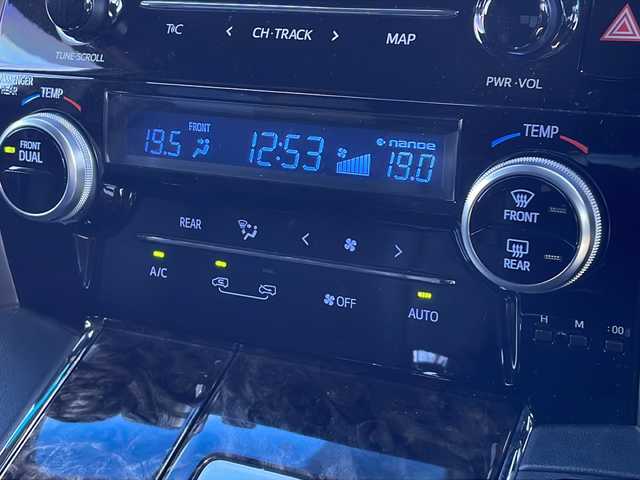 TUNE·SCROLL
CH·TRACK
MAP
PWR·VOL
PASSENGER
REAR
TEMP
FRONT
DUAL
19.5
FRONT
12:53
nanoe
19.0
TEMP
FRONT
REAR
REAR
A/C
OFF
AUTO
H
M
:00